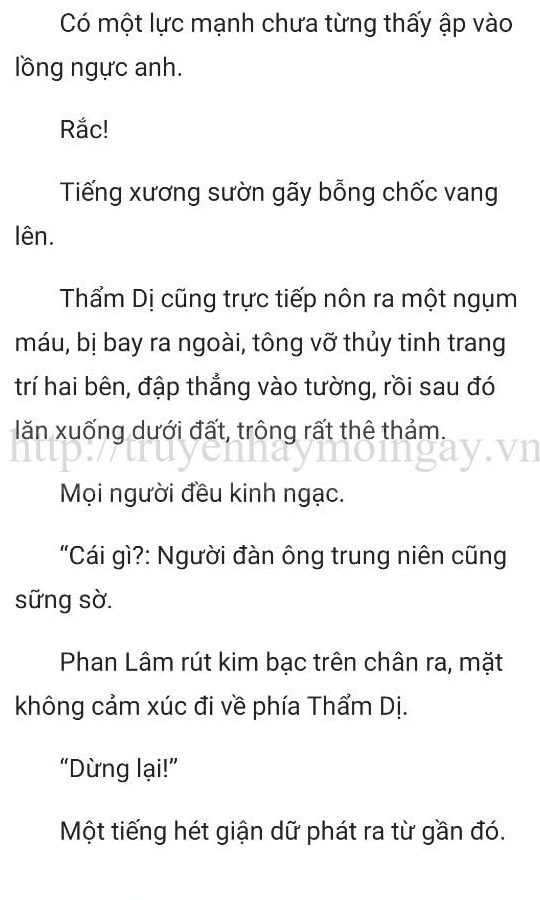 Có một lực mạnh chưa từng thấy ập vào
lồng ngực anh.
Rắc!
Tiếng xương sườn gãy bỗng chốc vang
lên.
Thẩm Dị cũng trực tiếp nôn ra một ngụm
máu, bị bay ra ngoài, tông vỡ thủy tinh trang
trí hai bên, đập thẳng vào tường, rồi sau đó
lăn xuống dưới đất, trông rất thê thảm.
http://truyenhaymoingay.vn
Mọi người đều kinh ngạc.
“Cái gì?: Người đàn ông trung niên cũng
sững sờ.
Phan Lâm rút kim bạc trên chân ra, mặt
không cảm xúc đi về phía Thẩm Dị.
“Dừng lại!”
Một tiếng hét giận dữ phát ra từ gần đó.